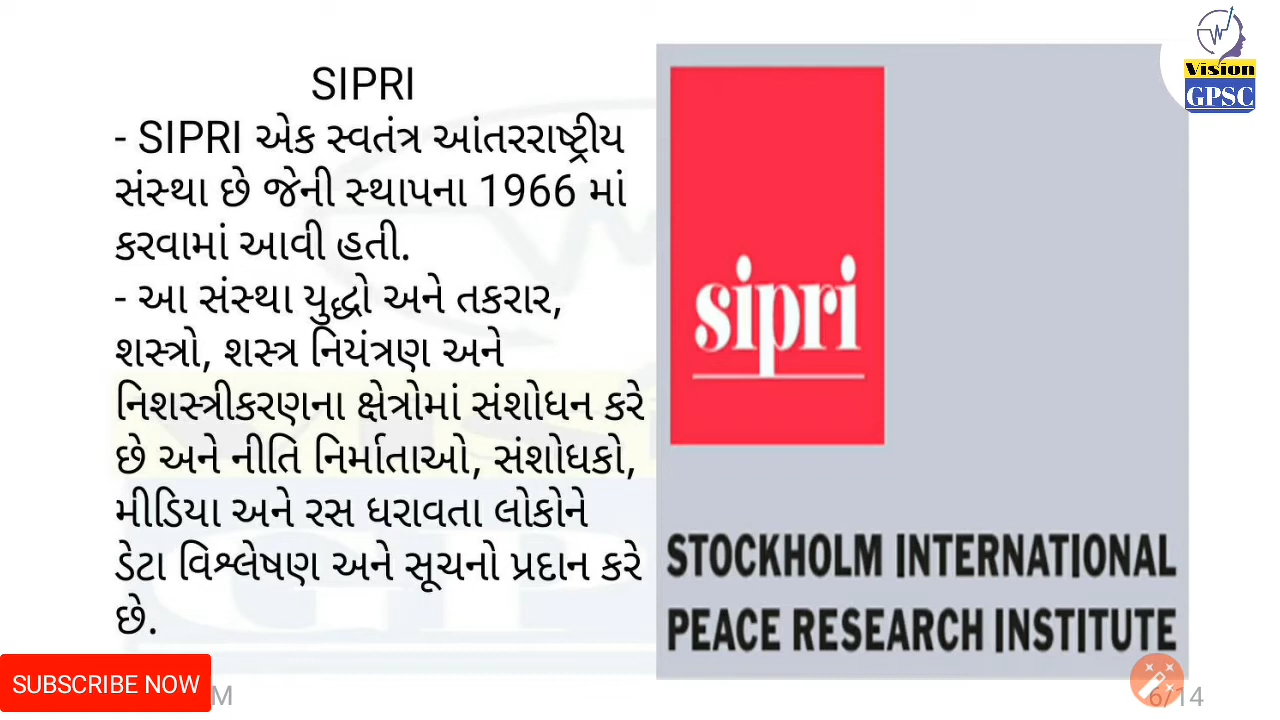 SIPRI
- SIPRI એક સ્વતંત્ર આંતરરાષ્ટ્રીય
સંસ્થા છે જેની સ્થાપના 1966 માં
કરવામાં આવી હતી.
- આ સંસ્થા યુદ્ધો અને તકરાર,
શસ્ત્રો, શસ્ત્ર નિયંત્રણ અને
નિશસ્ત્રીકરણના ક્ષેત્રોમાં સંશોધન કરે
છે અને નીતિ નિર્માતાઓ, સંશોધકો,
મીડિયા અને રસ ધરાવતા લોકોને
ડેટા વિશ્લેષણ અને સૂચનો પ્રદાન કરે
છે.
Vision
GPSC
sipri
STOCKHOLM INTERNATIONAL
PEACE RESEARCH INSTITUTE
SUBSCRIBE NOW
6/14